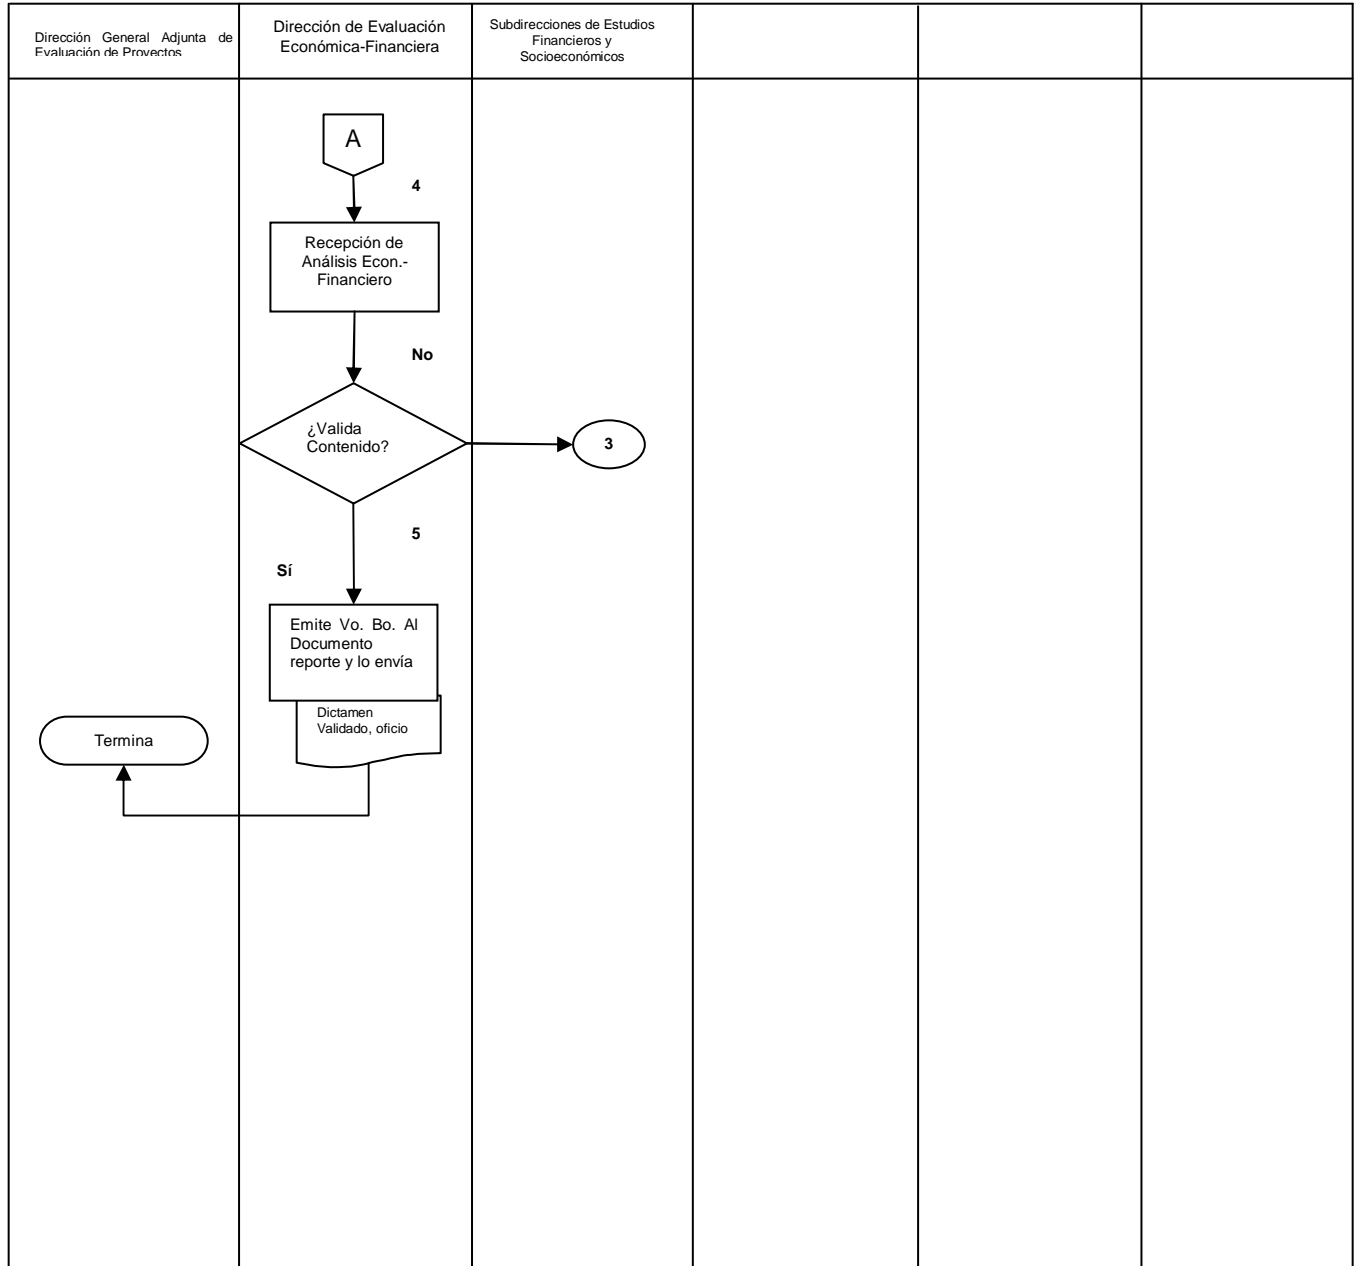 Dirección General Adjunta de
Evaluación de Proyectos
Dirección de Evaluación
Económica-Financiera
Subdirecciones de Estudios
Financieros y
Socioeconómicos
A
4
Recepción de
Análisis Econ.-
Financiero
No
¿Valida
Contenido?
3
5
Sí
Emite Vo. Bo. Al
Documento
reporte y lo envía
Dictamen
Validado, oficio
Termina